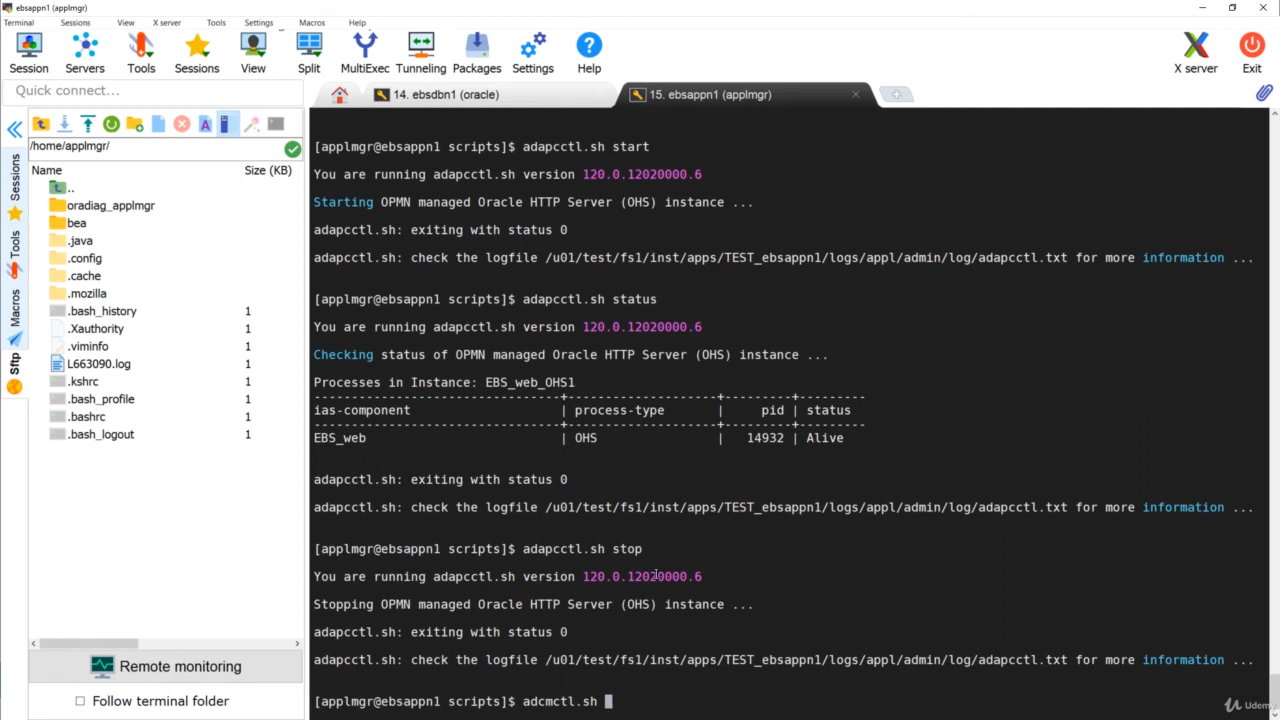 ebsappn1 (applmgr)
Terminal Sessions View X server Tools Settings Macros Help
Session Servers Tools Sessions View Split MultiExec Tunneling Packages Settings Help X server Exit
Quick connect...
14. ebsdbn1 (oracle)
15. ebsappn1 (applmgr)
/home/applmgr/
Name Size (KB)
..
oradiag_applmgr
bea
.java
.config
.cache
.mozilla
.bash_history 1
.Xauthority 1
.viminfo 1
L663090.log 1
.kshrc 1
.bash_profile 1
.bashrc 1
.bash_logout 1
Remote monitoring
Follow terminal folder
Sessions
Tools
Macros
Sftp
[applmgr@ebsappn1 scripts]$ adapcctl.sh start
You are running adapcctl.sh version 120.0.12020000.6
Starting OPMN managed Oracle HTTP Server (OHS) instance ...
adapcctl.sh: exiting with status 0
adapcctl.sh: check the logfile /u01/test/fs1/inst/apps/TEST_ebsappn1/logs/appl/admin/log/adapcctl.txt for more information ...
[applmgr@ebsappn1 scripts]$ adapcctl.sh status
You are running adapcctl.sh version 120.0.12020000.6
Checking status of OPMN managed Oracle HTTP Server (OHS) instance ...
Processes in Instance: EBS_web_OHS1
---------------------------------+--------------------+---------+---------
ias-component | process-type | pid | status
---------------------------------+--------------------+---------+---------
EBS_web | OHS | 14932 | Alive
adapcctl.sh: exiting with status 0
adapcctl.sh: check the logfile /u01/test/fs1/inst/apps/TEST_ebsappn1/logs/appl/admin/log/adapcctl.txt for more information ...
[applmgr@ebsappn1 scripts]$ adapcctl.sh stop
You are running adapcctl.sh version 120.0.12020000.6
Stopping OPMN managed Oracle HTTP Server (OHS) instance ...
adapcctl.sh: exiting with status 0
adapcctl.sh: check the logfile /u01/test/fs1/inst/apps/TEST_ebsappn1/logs/appl/admin/log/adapcctl.txt for more information ...
[applmgr@ebsappn1 scripts]$ adcmctl.sh
Udemy